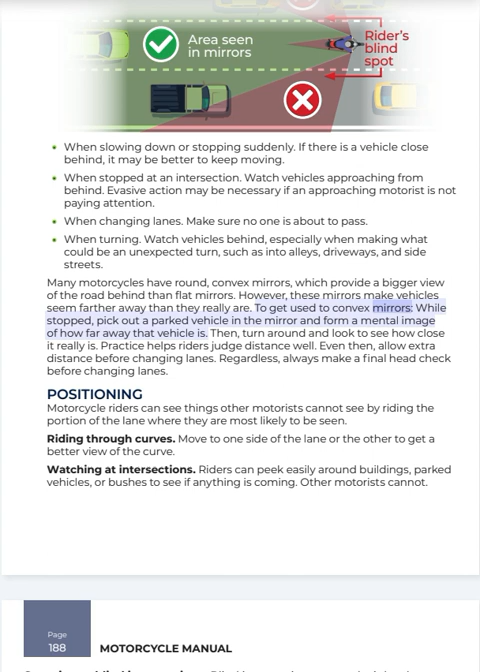 Area seen
in mirrors
Rider's
blind
spot
• When slowing down or stopping suddenly. If there is a vehicle close
behind, it may be better to keep moving.
• When stopped at an intersection. Watch vehicles approaching from
behind. Evasive action may be necessary if an approaching motorist is not
paying attention.
• When changing lanes. Make sure no one is about to pass.
• When turning. Watch vehicles behind, especially when making what
could be an unexpected turn, such as into alleys, driveways, and side
streets.
Many motorcycles have round, convex mirrors, which provide a bigger view
of the road behind than flat mirrors. However, these mirrors make vehicles
seem farther away than they really are. To get used to convex mirrors: While
stopped, pick out a parked vehicle in the mirror and form a mental image
of how far away that vehicle is. Then, turn around and look to see how close
it really is. Practice helps riders judge distance well. Even then, allow extra
distance before changing lanes. Regardless, always make a final head check
before changing lanes.
POSITIONING
Motorcycle riders can see things other motorists cannot see by riding the
portion of the lane where they are most likely to be seen.
Riding through curves. Move to one side of the lane or the other to get a
better view of the curve.
Watching at intersections. Riders can peek easily around buildings, parked
vehicles, or bushes to see if anything is coming. Other motorists cannot.
Page
188
MOTORCYCLE MANUAL